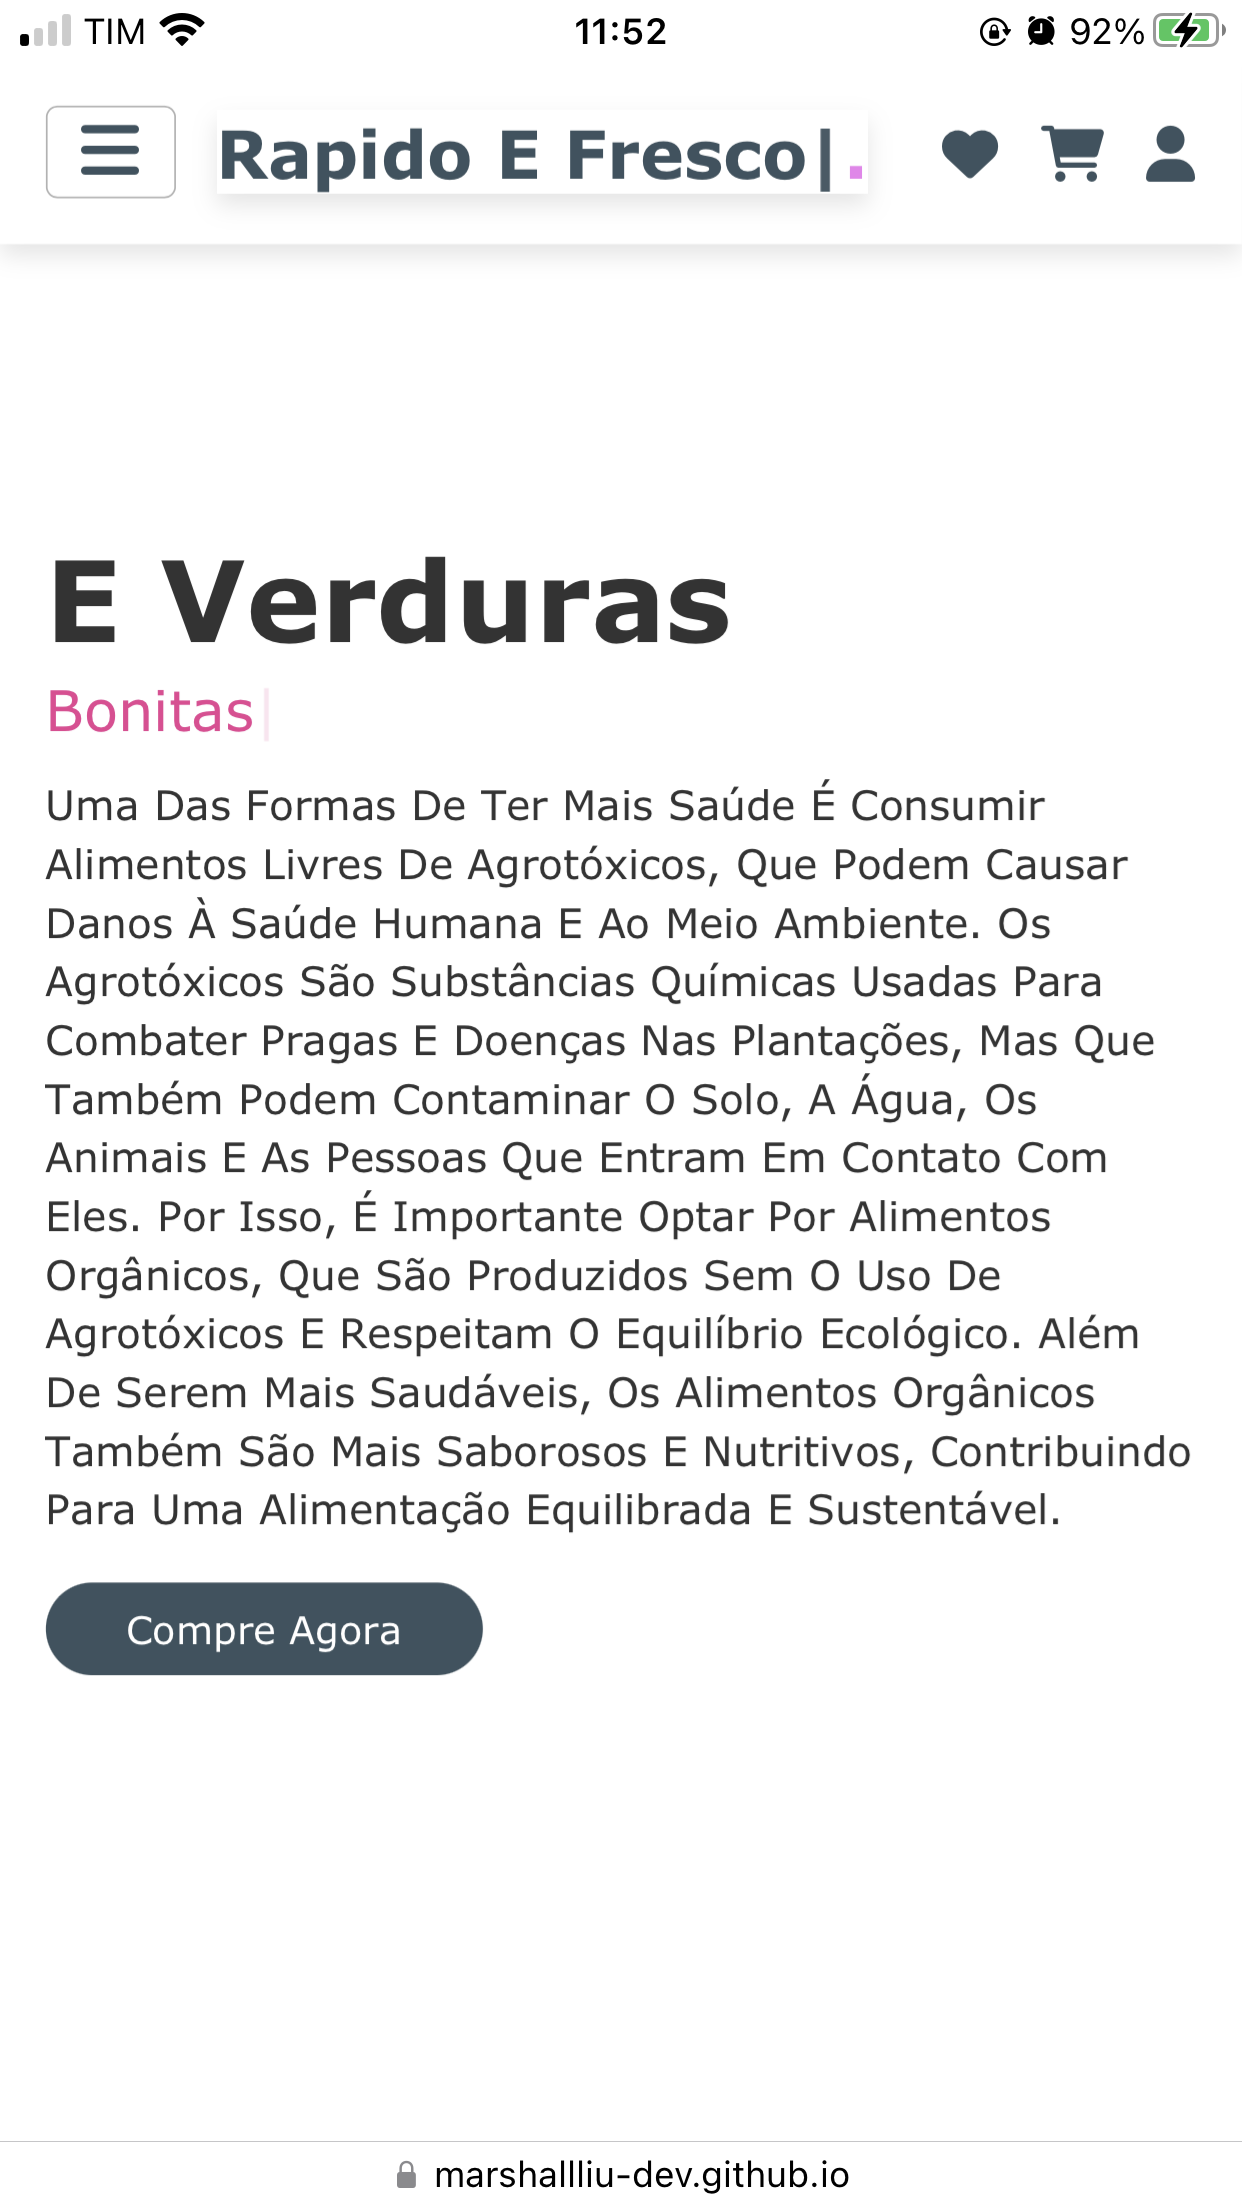 TIM 11:52 92%
Rapido E Fresco|.
E Verduras
Bonitas|
Uma Das Formas De Ter Mais Saúde É Consumir
Alimentos Livres De Agrotóxicos, Que Podem Causar
Danos À Saúde Humana E Ao Meio Ambiente. Os
Agrotóxicos São Substâncias Químicas Usadas Para
Combater Pragas E Doenças Nas Plantações, Mas Que
Também Podem Contaminar O Solo, A Água, Os
Animais E As Pessoas Que Entram Em Contato Com
Eles. Por Isso, É Importante Optar Por Alimentos
Orgânicos, Que São Produzidos Sem O Uso De
Agrotóxicos E Respeitam O Equilíbrio Ecológico. Além
De Serem Mais Saudáveis, Os Alimentos Orgânicos
Também São Mais Saborosos E Nutritivos, Contribuindo
Para Uma Alimentação Equilibrada E Sustentável.
Compre Agora
marshallliu-dev.github.io